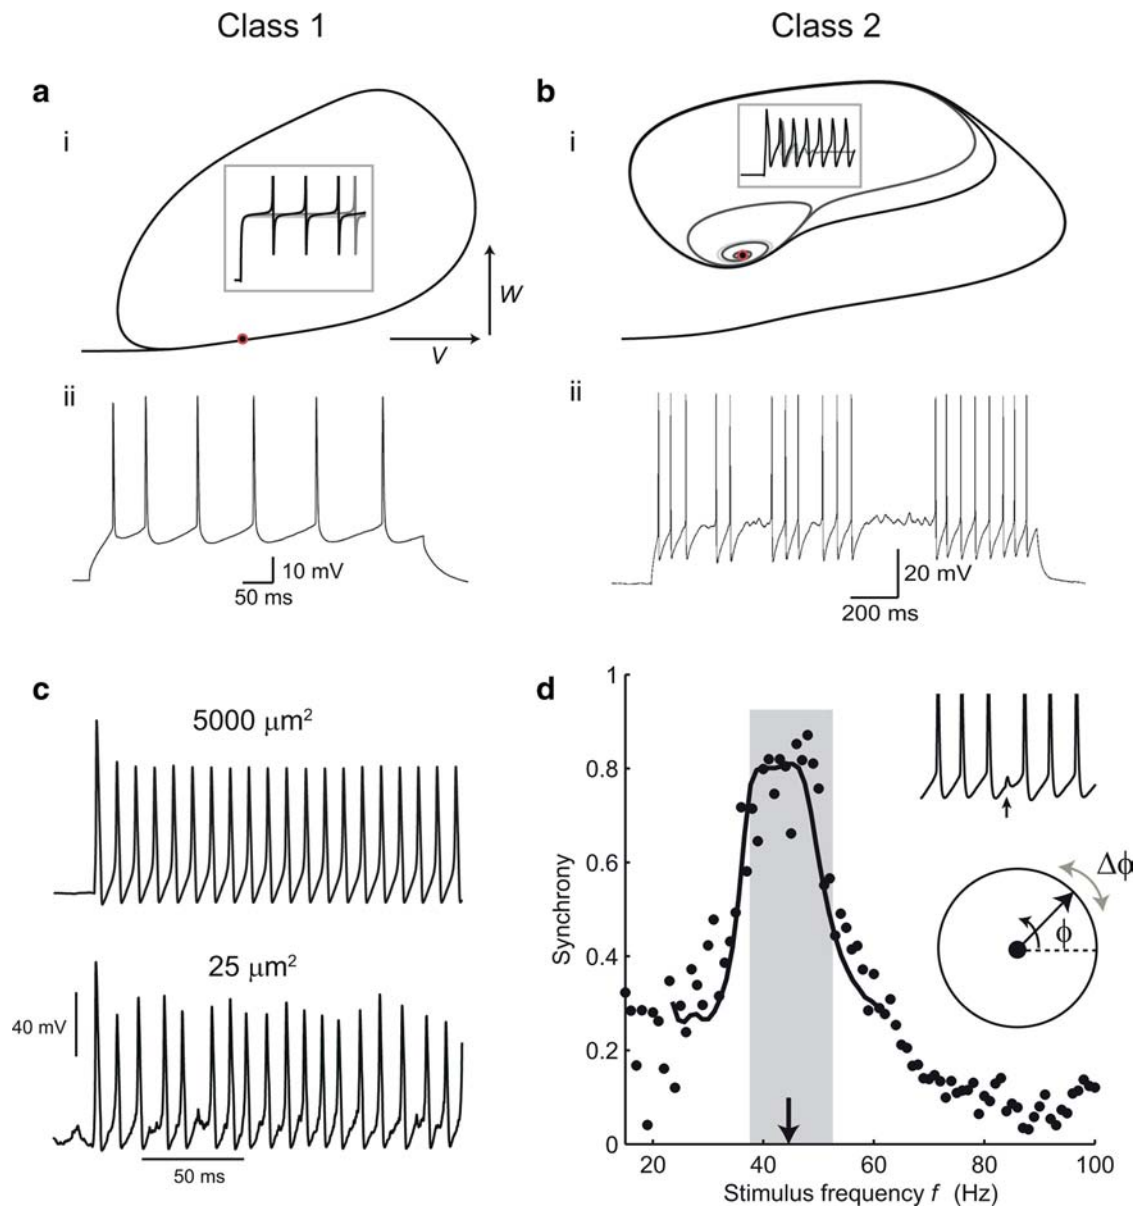 Class 1
Class 2
a
i
W
V
ii
10 mV
50 ms
b
i
ii
20 mV
200 ms
c
5000 μm²
25 μm²
40 mV
50 ms
d
1
0.8
0.6
0.4
0.2
0
Synchrony
20 40 60 80 100
Stimulus frequency f (Hz)
Δϕ
ϕ